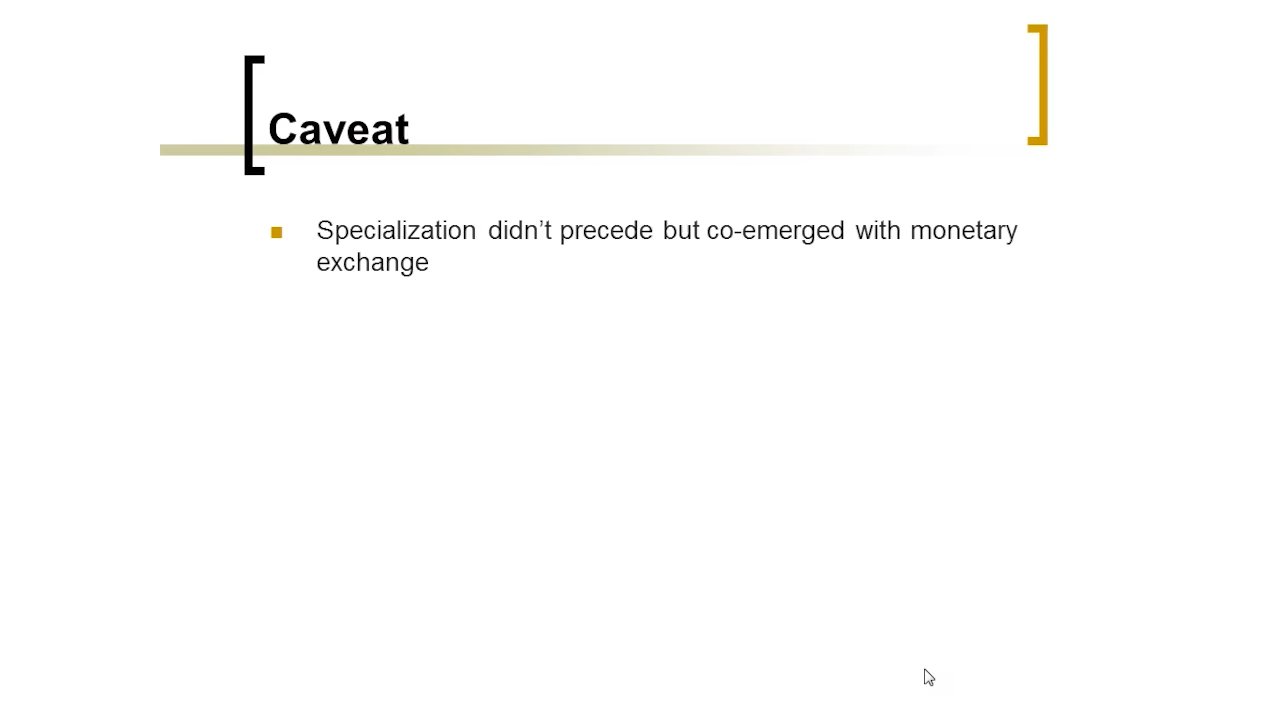 Caveat
Specialization didn’t precede but co-emerged with monetary
exchange